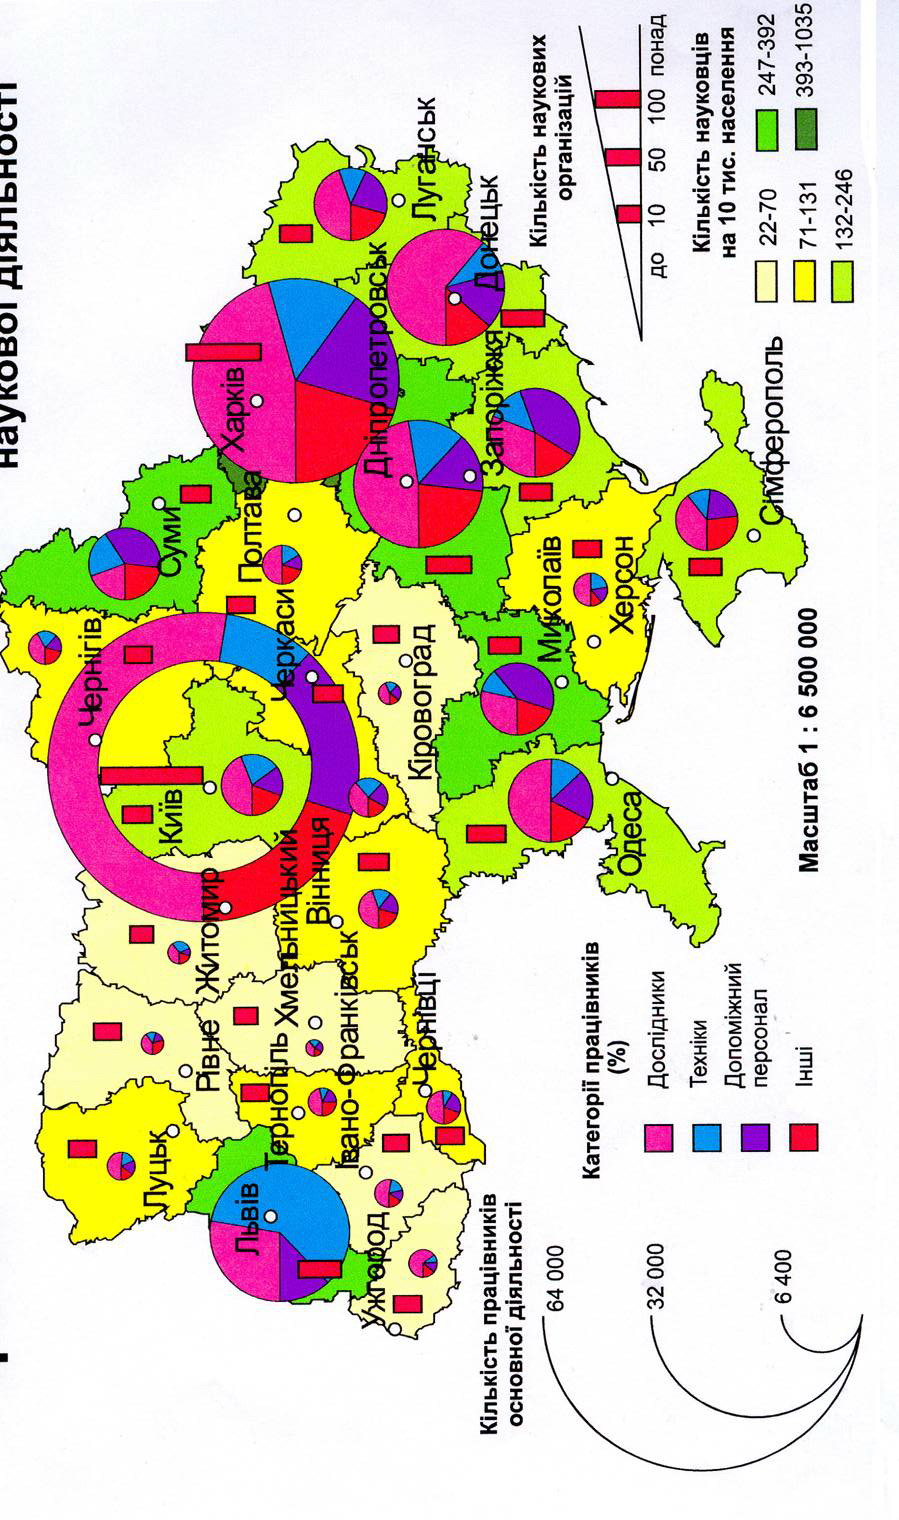 наукової діяльності
Луганськ
Донецьк
Харків
Дніпропетровськ
Запоріжжя
Суми
Полтава
Сімферополь
Чернігів
Черкаси
Кіровоград
Миколаїв
Херсон
Київ
Одеса
Житомир
Хмельницький
Вінниця
Рівне
Тернопіль
Івано-Франківськ
Чернівці
Луцьк
Львів
Ужгород
Кількість працівників
основної діяльності
64 000
32 000
6 400
Категорії працівників
(%)
Дослідники
Техніки
Допоміжний
персонал
Інші
Масштаб 1 : 6 500 000
Кількість наукових
організацій
до 10 50 100 понад
Кількість науковців
на 10 тис. населення
22-70
71-131
132-246
247-392
393-1035